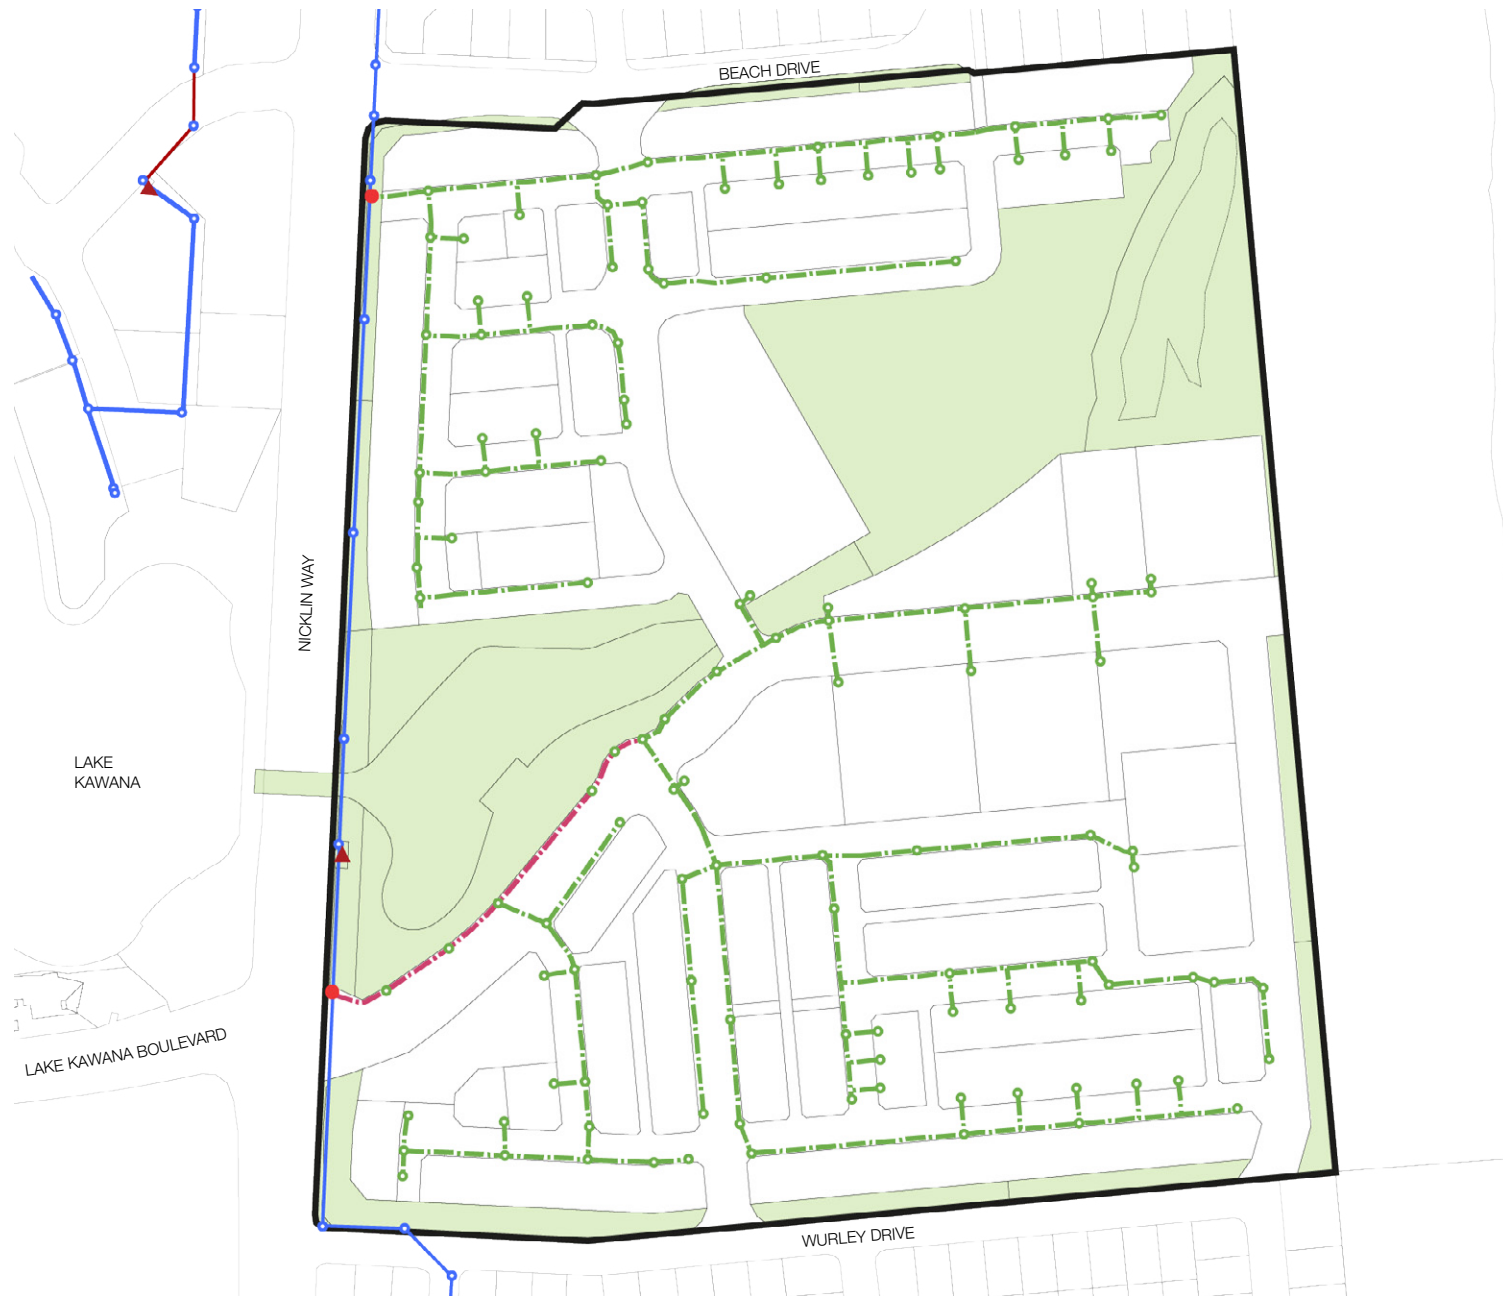 BEACH DRIVE
NICKLIN WAY
LAKE
KAWANA
LAKE KAWANA BOULEVARD
WURLEY DRIVE